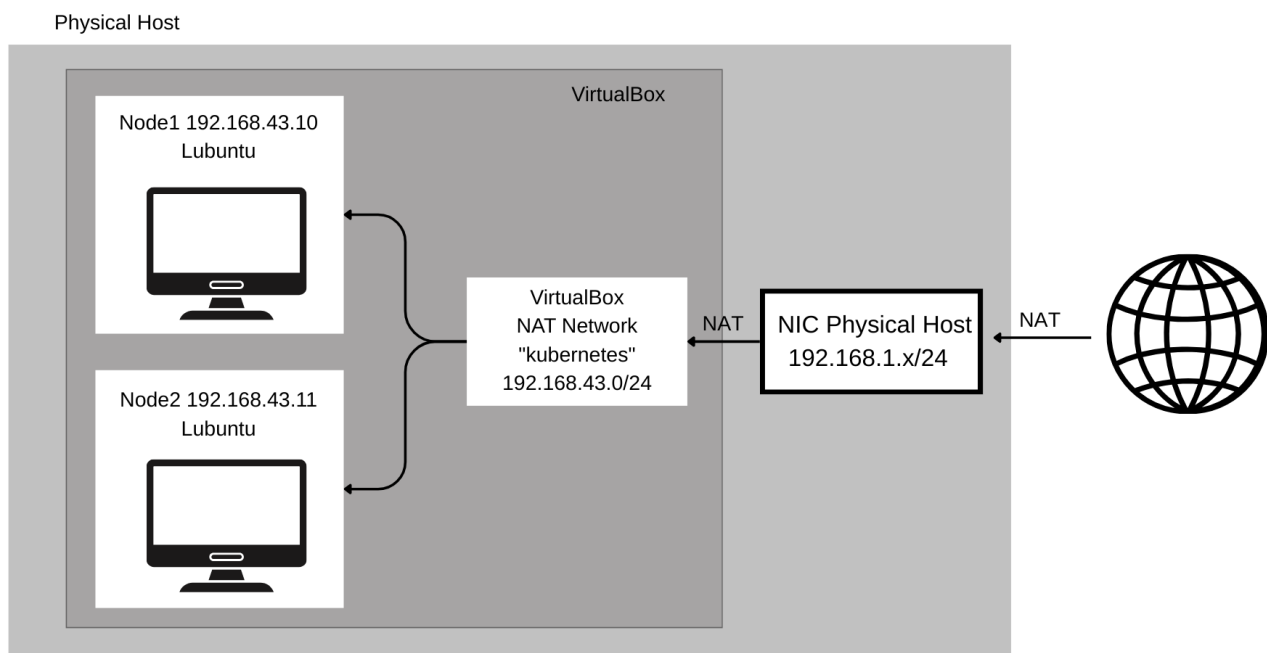 Physical Host
VirtualBox
Node1 192.168.43.10
Lubuntu
Node2 192.168.43.11
Lubuntu
VirtualBox
NAT Network
"kubernetes"
192.168.43.0/24
NAT
NIC Physical Host
192.168.1.x/24
NAT